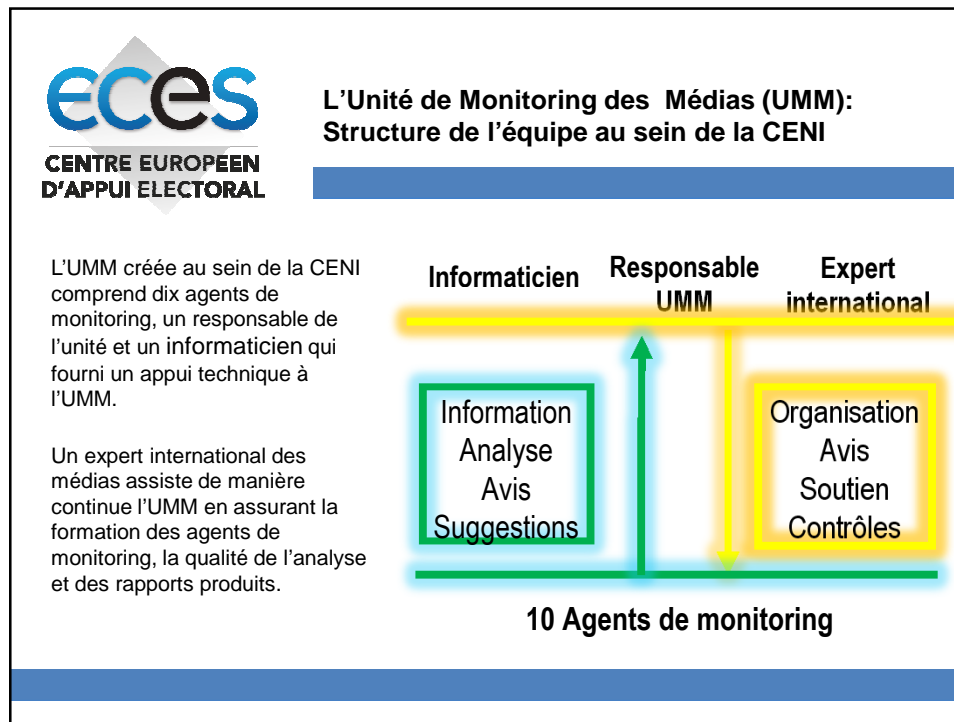 eces
CENTRE EUROPEEN
D'APPUI ELECTORAL
L'Unité de Monitoring des Médias (UMM):
Structure de l'équipe au sein de la CENI
L'UMM créée au sein de la CENI
comprend dix agents de
monitoring, un responsable de
l'unité et un informaticien qui
fourni un appui technique à
l'UMM.
Un expert international des
médias assiste de manière
continue l'UMM en assurant la
formation des agents de
monitoring, la qualité de l'analyse
et des rapports produits.
Informaticien
Responsable
UMM
Expert
international
Information
Analyse
Avis
Suggestions
Organisation
Avis
Soutien
Contrôles
10 Agents de monitoring